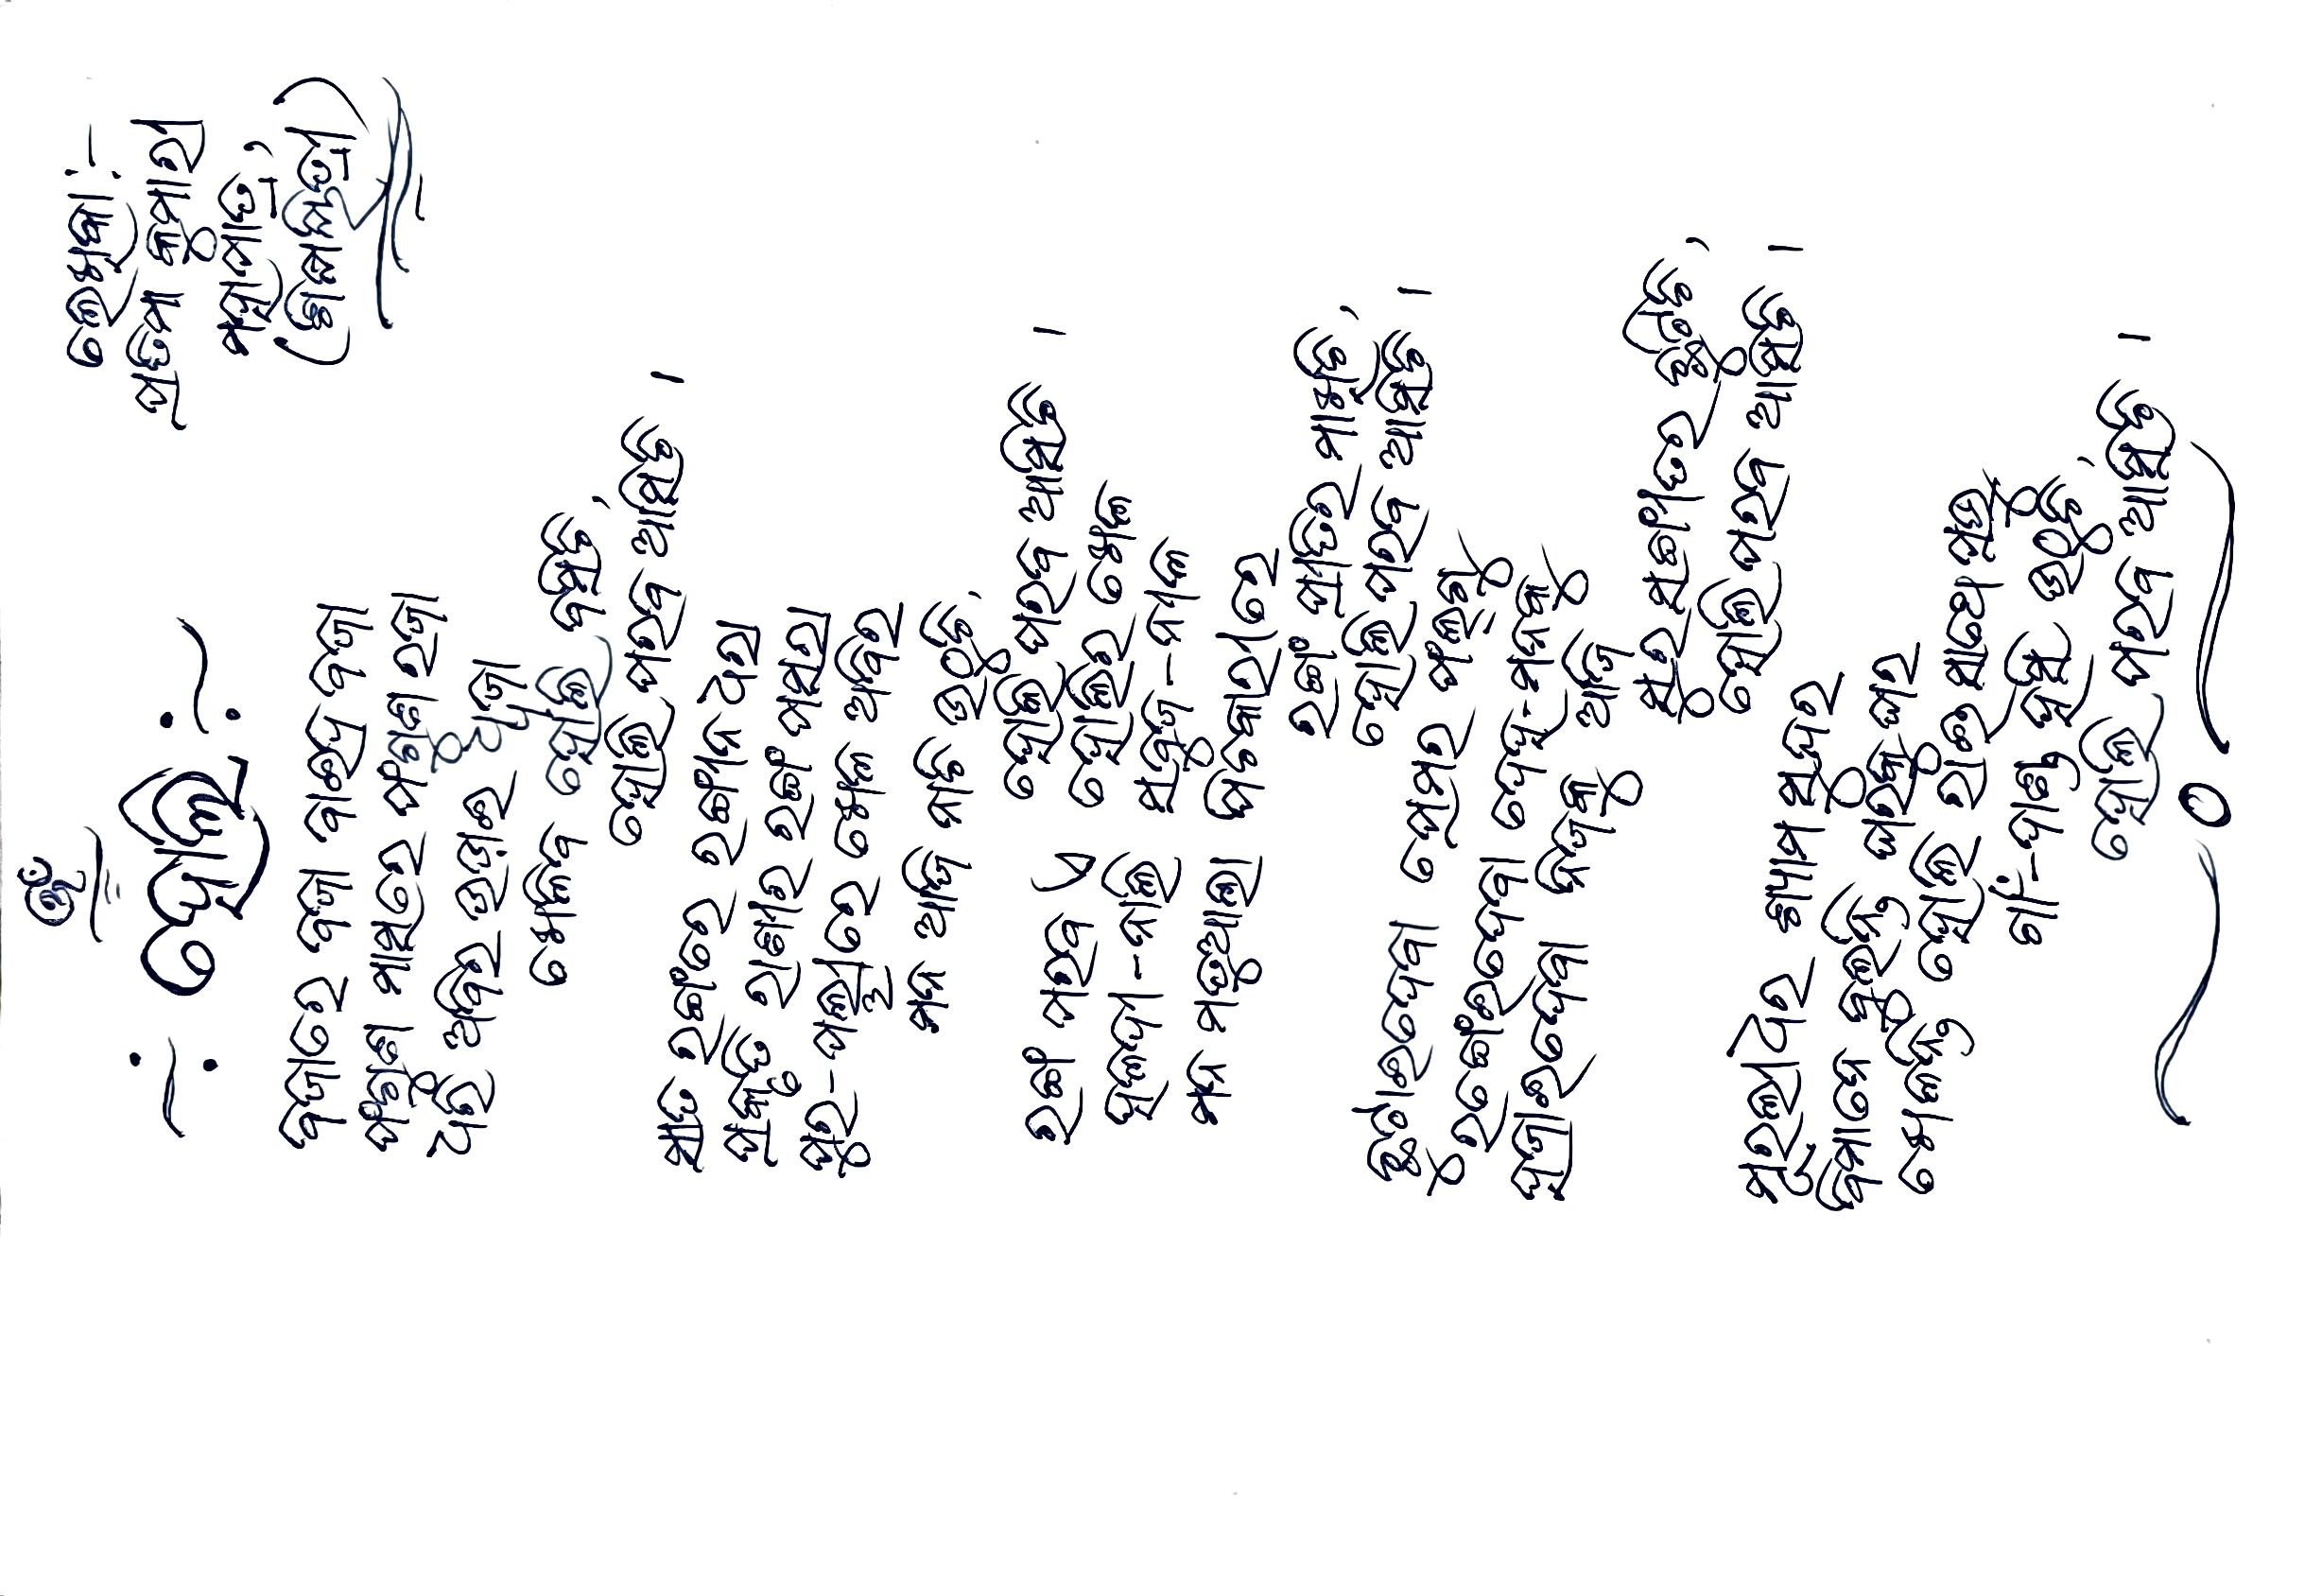 ଓଁ
ଲେଖିକା :-
ପ୍ରତିମା କୁମାରୀ
ମହାପାତ୍ର,
(ଶିକ୍ଷୟିତ୍ରୀ)
-: ହୋଲି :-
ବଜାରେ ବଜା ବାଇଦ ବଜା
ଫଗୁଣ ମାସରେ ଫଗୁଣ ରଜା
ଧରି ଅବିର ଉଡ଼ାଇ ଧ୍ୱଜା
ଖେଳିବ ହୋଲି ବସିଚି,
ହୋଲି ପରବ ଆସିଚି ।
ସାତ ରଙ୍ଗରେ ରଙ୍ଗୀନ ଧରା
ପ୍ରକୃତି ରାଣୀର ରଙ୍ଗ ପସରା
ପୁର-ପଲ୍ଲୀରେ ଖେଳ ଅବିର
ମନ ଆଜି ନାଚି ଉଠୁଚି,
ହୋଲି ପରବ ଆସିଚି ।
ରଙ୍ଗ ପରବ ଏ ହୋଲିର ଖେଳ
ହଳଦୀ-ନାଲି ସବୁଜ-ନୀଳ
ମନ ମତୁଆଲା ପିଚକାରୀରେ
ରଙ୍ଗ ପ୍ରୀତିର ମାଖିଚି,
ହୋଲି ପରବ ଆସିଚି ।
ଛୁଟାଇଦେବା ପ୍ରେମର ଫଲ୍‌ଗୁ
ରଙ୍ଗେଇଦେବା ଦେହ-ମନକୁ
ହଜାଇଦେବା ନିଜକୁ ଆଜି
ସୁର ସଙ୍ଗୀତର ଛୁଟିଚି,
ହୋଲି ପରବ ଆସିଚି ।
ମୂରଲୀଧର ଶ୍ୟାମ ସୁନ୍ଦର
ବିମାନେ ବୁଲନ୍ତି ଘରକୁ ଘର
ଖେଳନ୍ତି ହୋଲି ରାଇ ସାଥେ ପ୍ରଭୁ
ଗାଁ-ଦାଣ୍ଡ ହସି ଉଠୁଚି,
ହୋଲି ପରବ ଆସିଚି ।